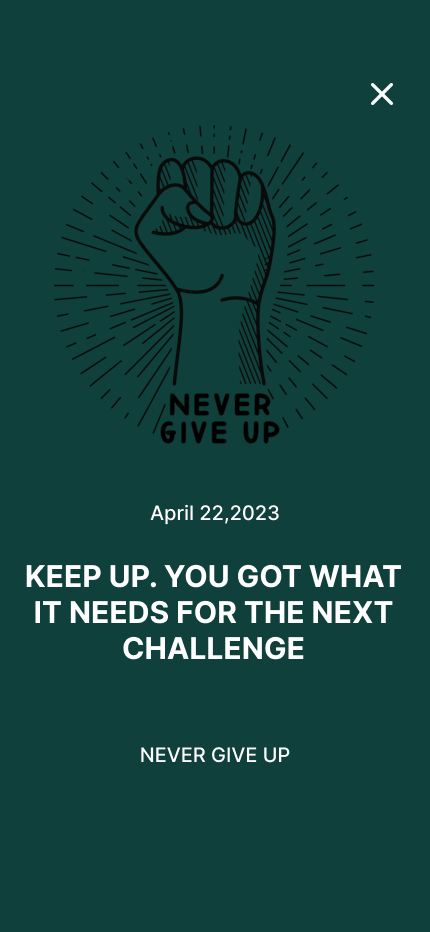 NEVER
GIVE UP
April 22,2023
KEEP UP. YOU GOT WHAT
IT NEEDS FOR THE NEXT
CHALLENGE
NEVER GIVE UP